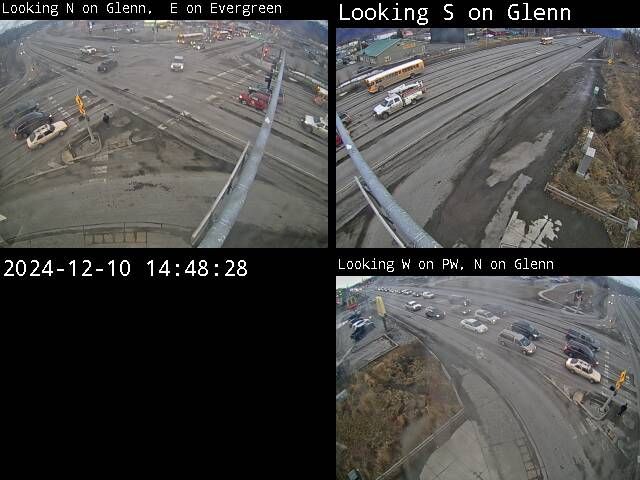 Looking N on Glenn, E on Evergreen
Looking S on Glenn
2024-12-10 14:48:28
Looking W on PW, N on Glenn